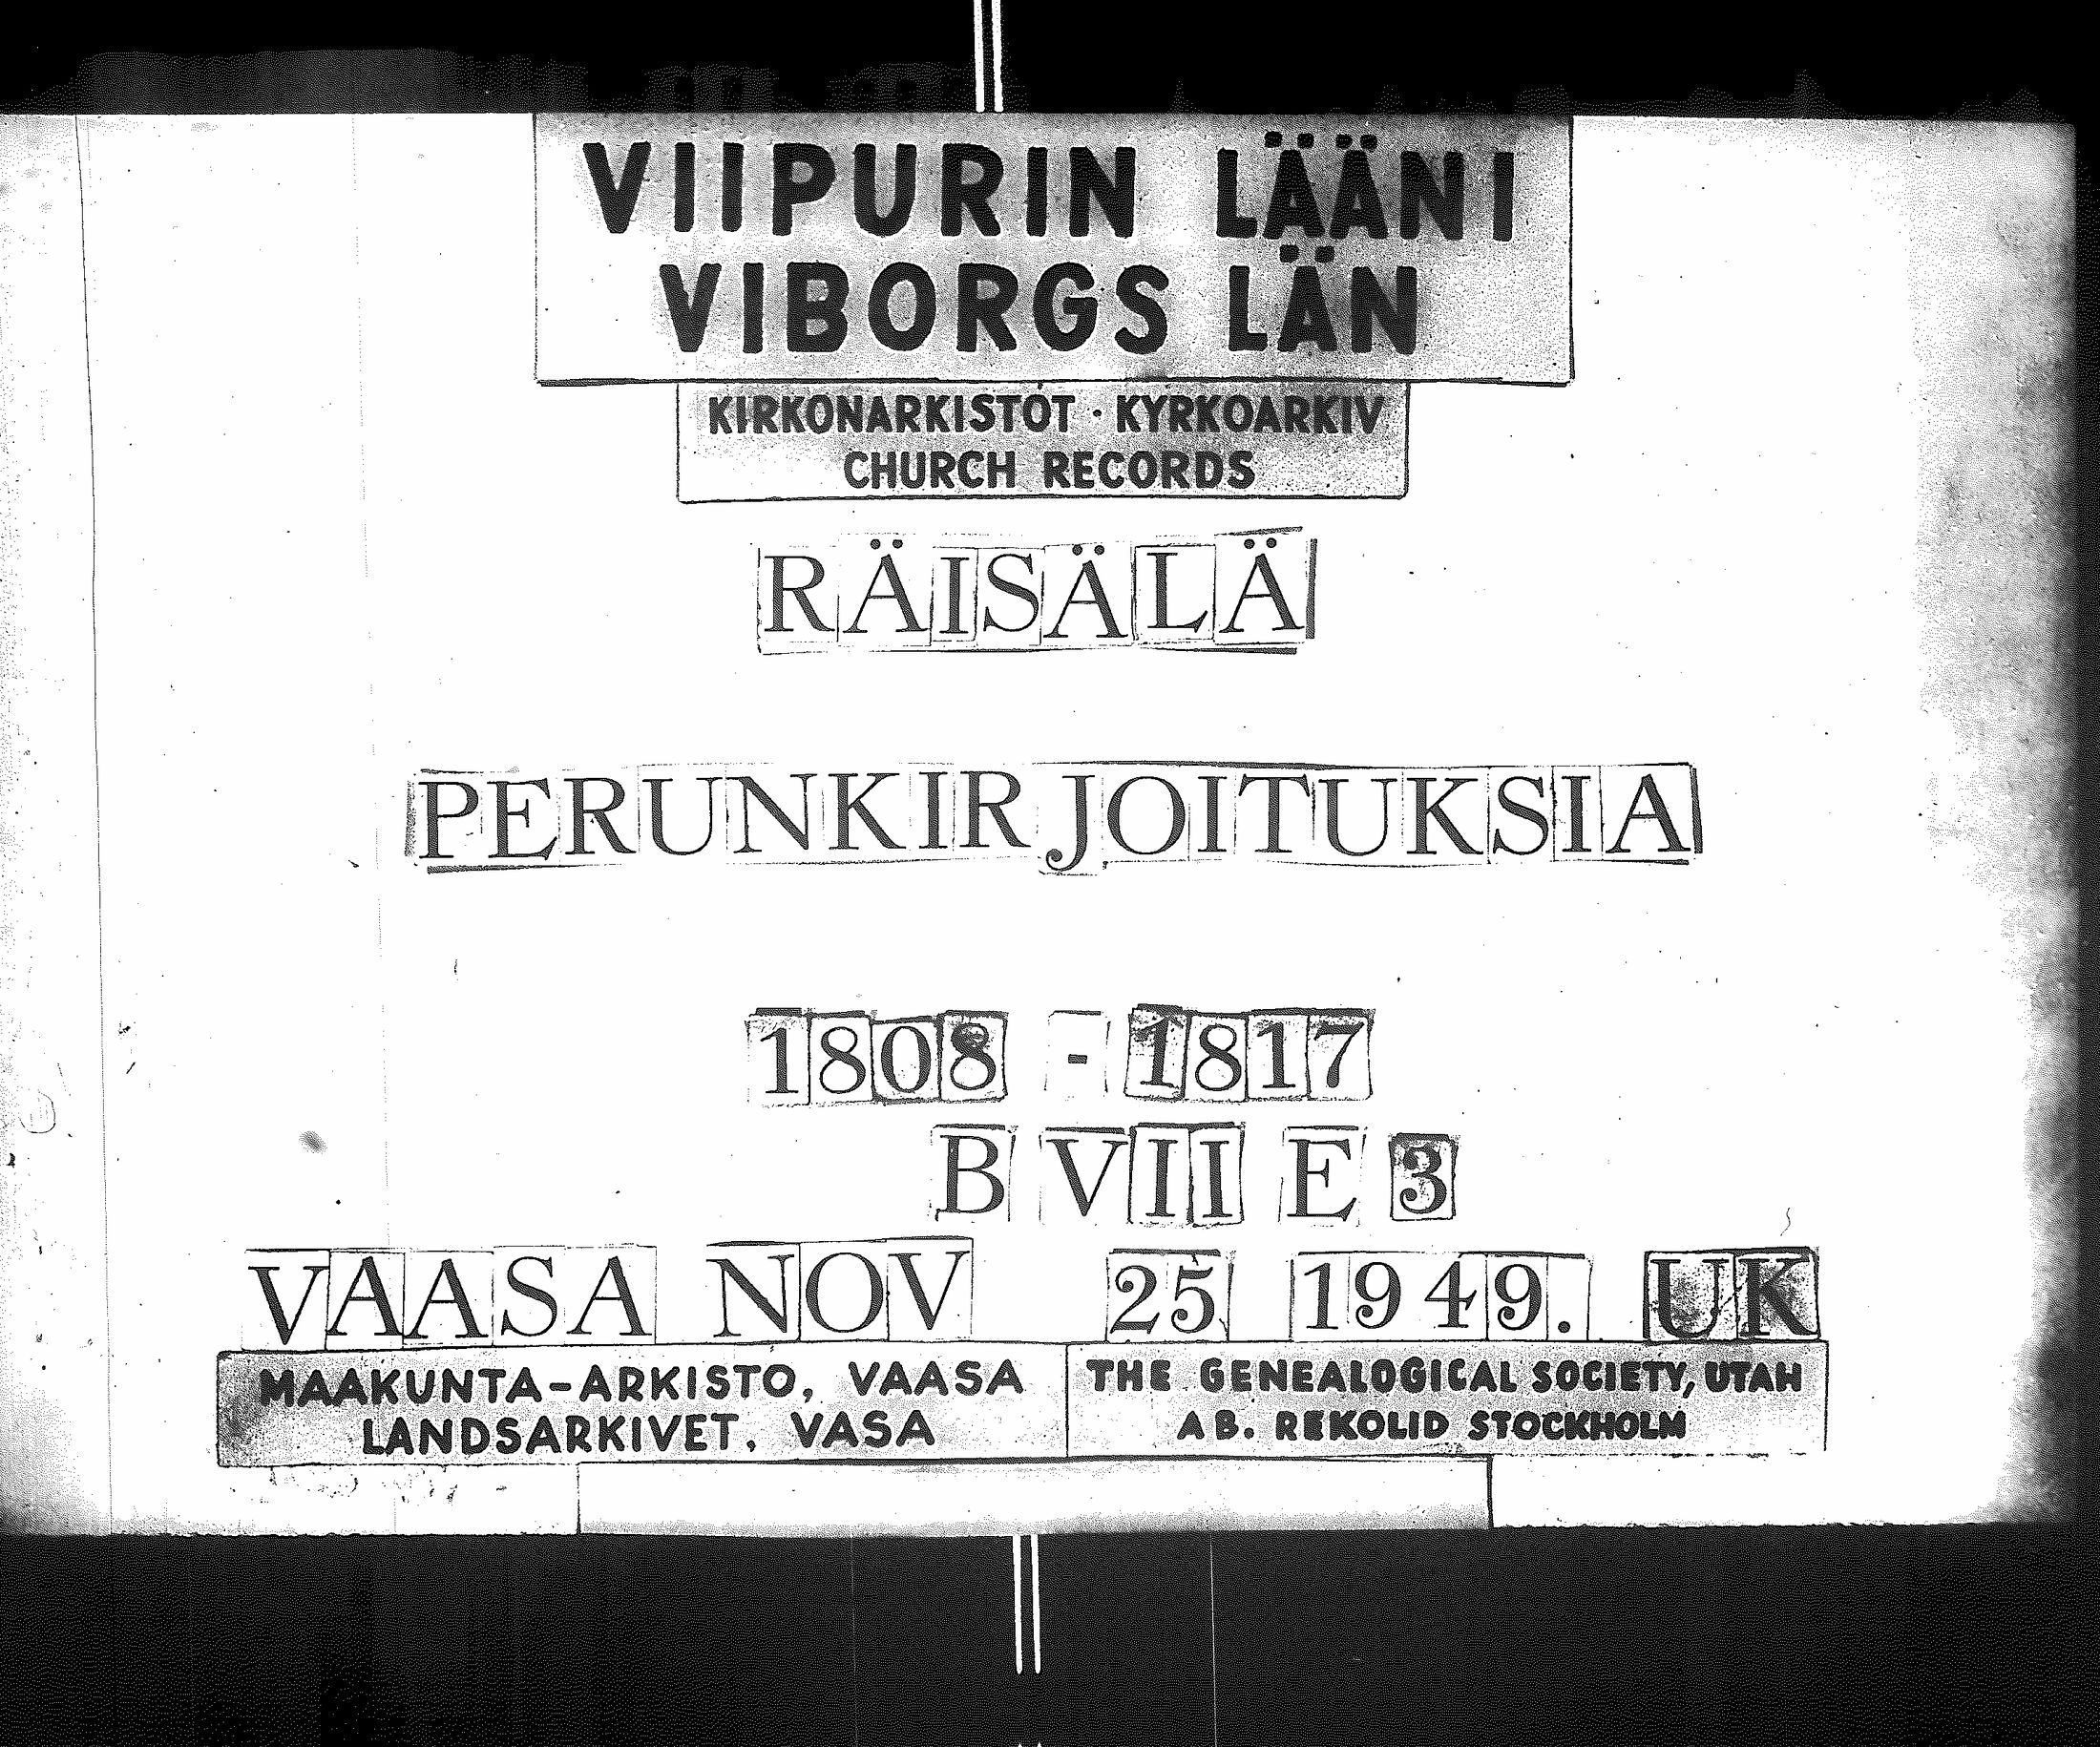 VIIPURIN LÄÄNI
VIBORGS LÄN
KIRKONARKISTOT · KYRKOARKIV
CHURCH RECORDS
RÄISÄLÄ
PERUNKIRJOITUKSIA
1808 - 1817
B VII E 3
VAASA NOV 25 1949. UK
MAAKUNTA-ARKISTO, VAASA
LANDSARKIVET, VASA
THE GENEALOGICAL SOCIETY, UTAH
AB. REKOLID STOCKHOLM